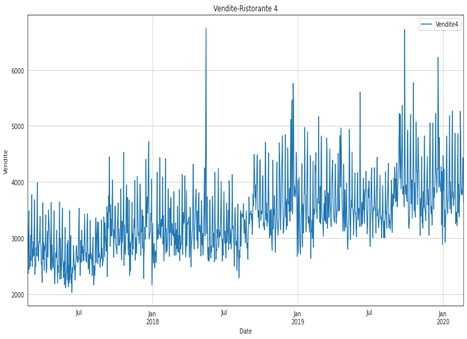 Vendite-Ristorante 4
Vendite4
6000
5000
4000
3000
2000
Vendite
Jul
Jan
2018
Jul
Jan
2019
Jul
Jan
2020
Date